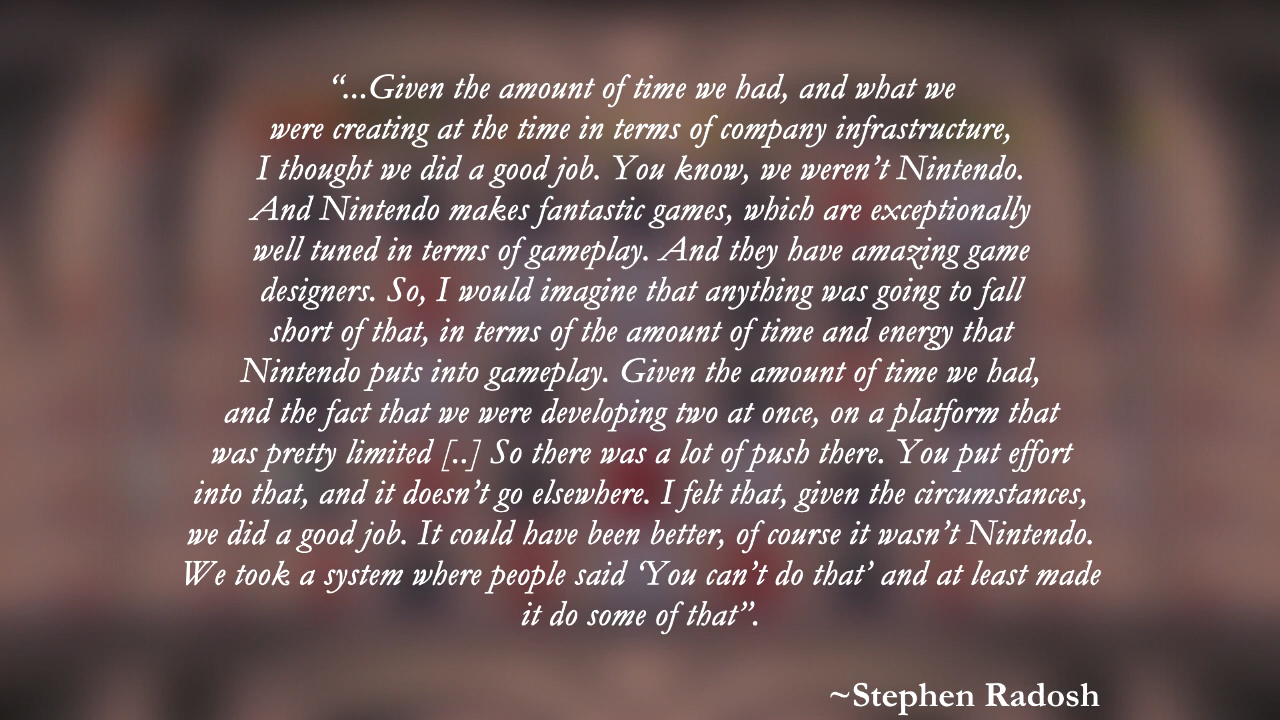 “...Given the amount of time we had, and what we
were creating at the time in terms of company infrastructure,
I thought we did a good job. You know, we weren’t Nintendo.
And Nintendo makes fantastic games, which are exceptionally
well tuned in terms of gameplay. And they have amazing game
designers. So, I would imagine that anything was going to fall
short of that, in terms of the amount of time and energy that
Nintendo puts into gameplay. Given the amount of time we had,
and the fact that we were developing two at once, on a platform that
was pretty limited [..] So there was a lot of push there. You put effort
into that, and it doesn’t go elsewhere. I felt that, given the circumstances,
we did a good job. It could have been better, of course it wasn’t Nintendo.
We took a system where people said ‘You can’t do that’ and at least made
it do some of that”.
~Stephen Radosh